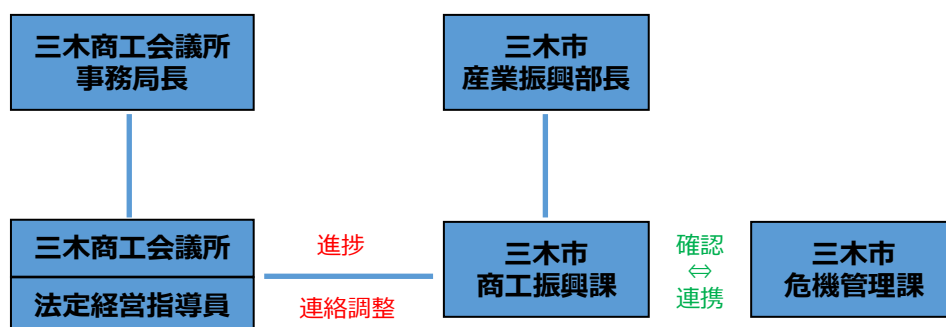 三木商工会議所
事務局長
三木市
産業振興部長
三木商工会議所
法定経営指導員
進捗
連絡調整
三木市
商工振興課
確認
⇔
連携
三木市
危機管理課